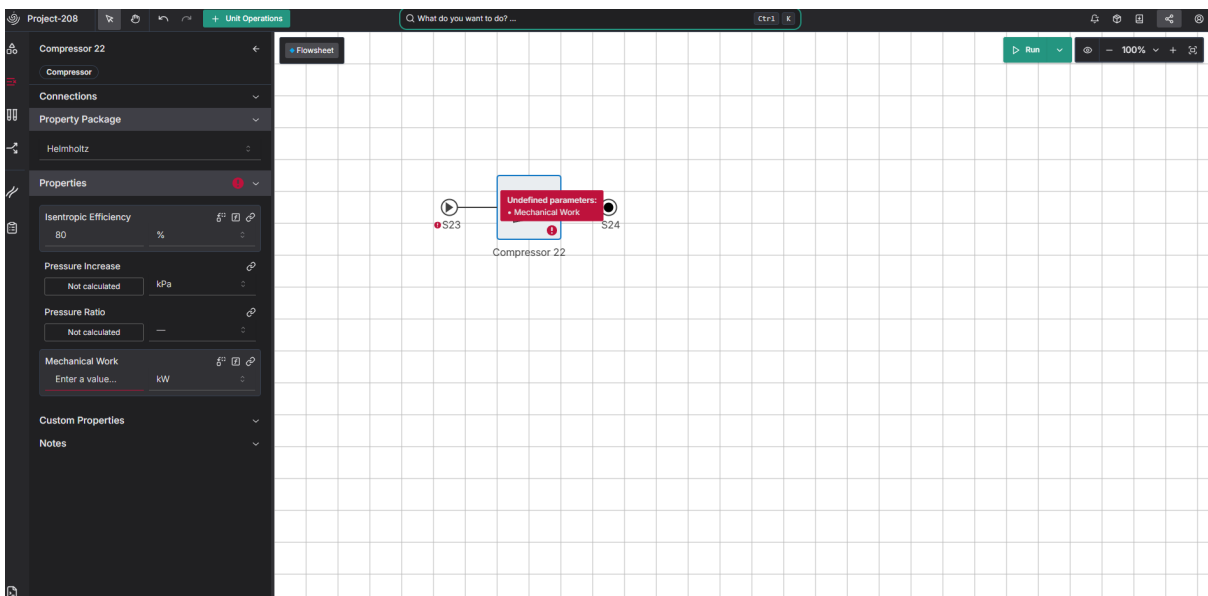 Project-208
+ Unit Operations
What do you want to do? ...
Ctrl K
Compressor 22
Compressor
Connections
Property Package
Helmholtz
Properties
Isentropic Efficiency
80 %
Pressure Increase
Not calculated kPa
Pressure Ratio
Not calculated —
Mechanical Work
Enter a value... kW
Custom Properties
Notes
Flowsheet
Run
− 100% +
Undefined parameters:
• Mechanical Work
S23
S24
Compressor 22